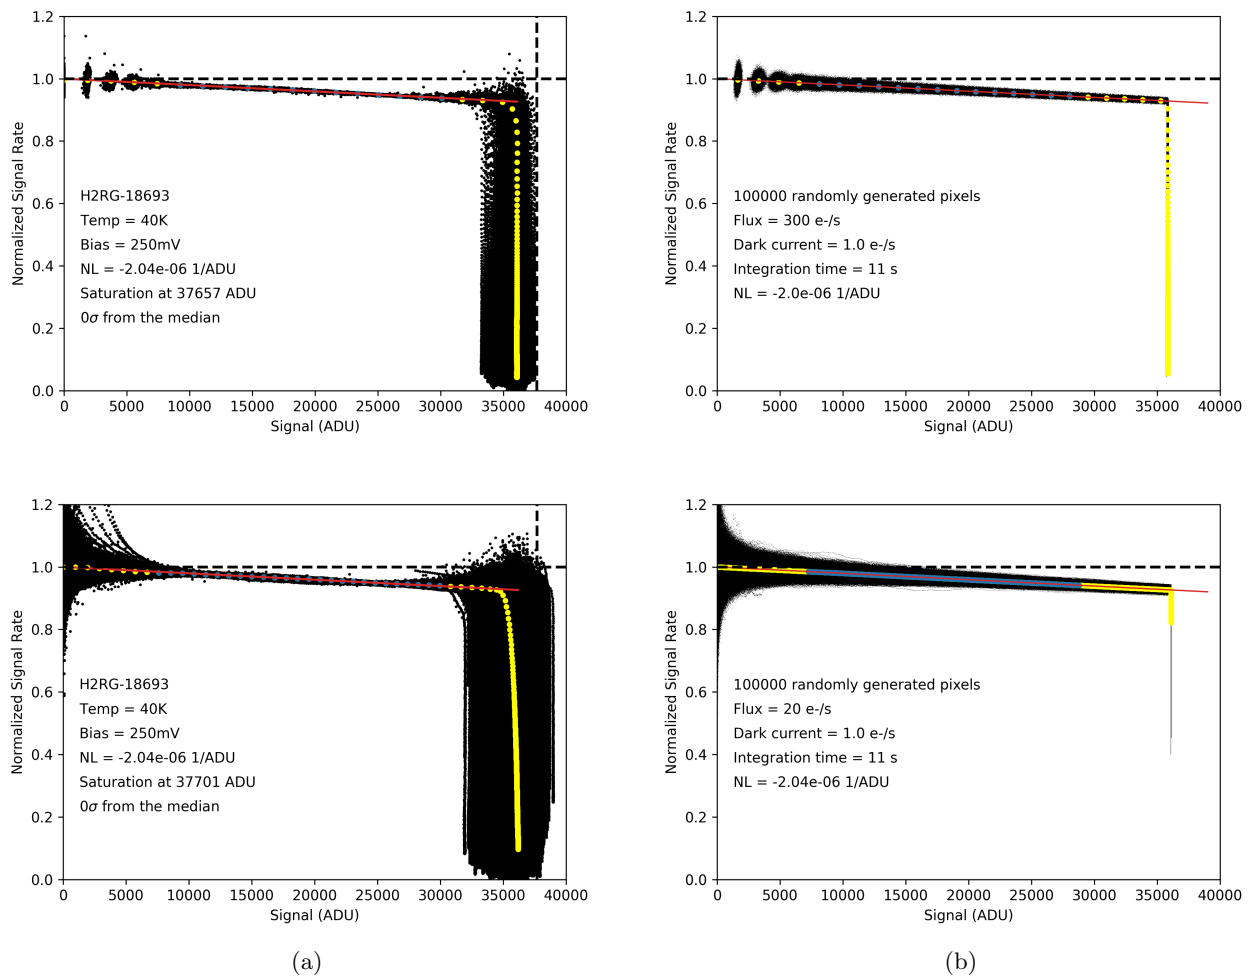 1.2
1.0
0.8
0.6
0.4
0.2
0.0
Normalized Signal Rate
H2RG-18693
Temp = 40K
Bias = 250mV
NL = -2.04e-06 1/ADU
Saturation at 37657 ADU
0σ from the median
0 5000 10000 15000 20000 25000 30000 35000 40000
Signal (ADU)
1.2
1.0
0.8
0.6
0.4
0.2
0.0
Normalized Signal Rate
100000 randomly generated pixels
Flux = 300 e-/s
Dark current = 1.0 e-/s
Integration time = 11 s
NL = -2.0e-06 1/ADU
0 5000 10000 15000 20000 25000 30000 35000 40000
Signal (ADU)
1.2
1.0
0.8
0.6
0.4
0.2
0.0
Normalized Signal Rate
H2RG-18693
Temp = 40K
Bias = 250mV
NL = -2.04e-06 1/ADU
Saturation at 37701 ADU
0σ from the median
0 5000 10000 15000 20000 25000 30000 35000 40000
Signal (ADU)
1.2
1.0
0.8
0.6
0.4
0.2
0.0
Normalized Signal Rate
100000 randomly generated pixels
Flux = 20 e-/s
Dark current = 1.0 e-/s
Integration time = 11 s
NL = -2.04e-06 1/ADU
0 5000 10000 15000 20000 25000 30000 35000 40000
Signal (ADU)
(a)
(b)